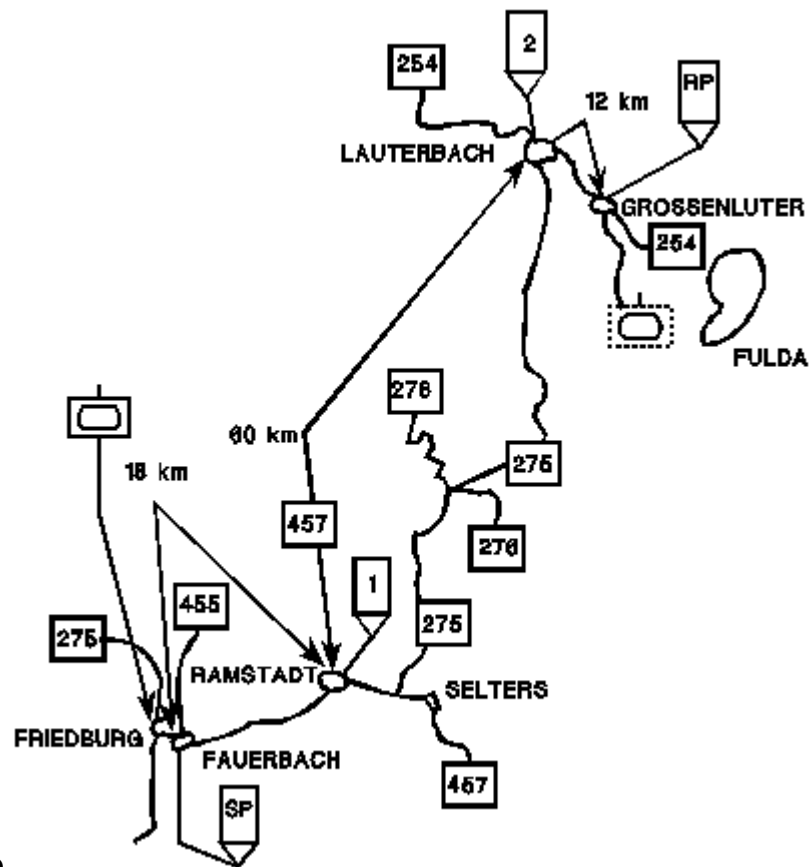 2
254
RP
12 km
LAUTERBACH
GROSSENLUTER
254
FULDA
276
60 km
275
18 km
457
276
1
455
275
275
RAMSTADT
SELTERS
FRIEDBURG
FAUERBACH
457
SP